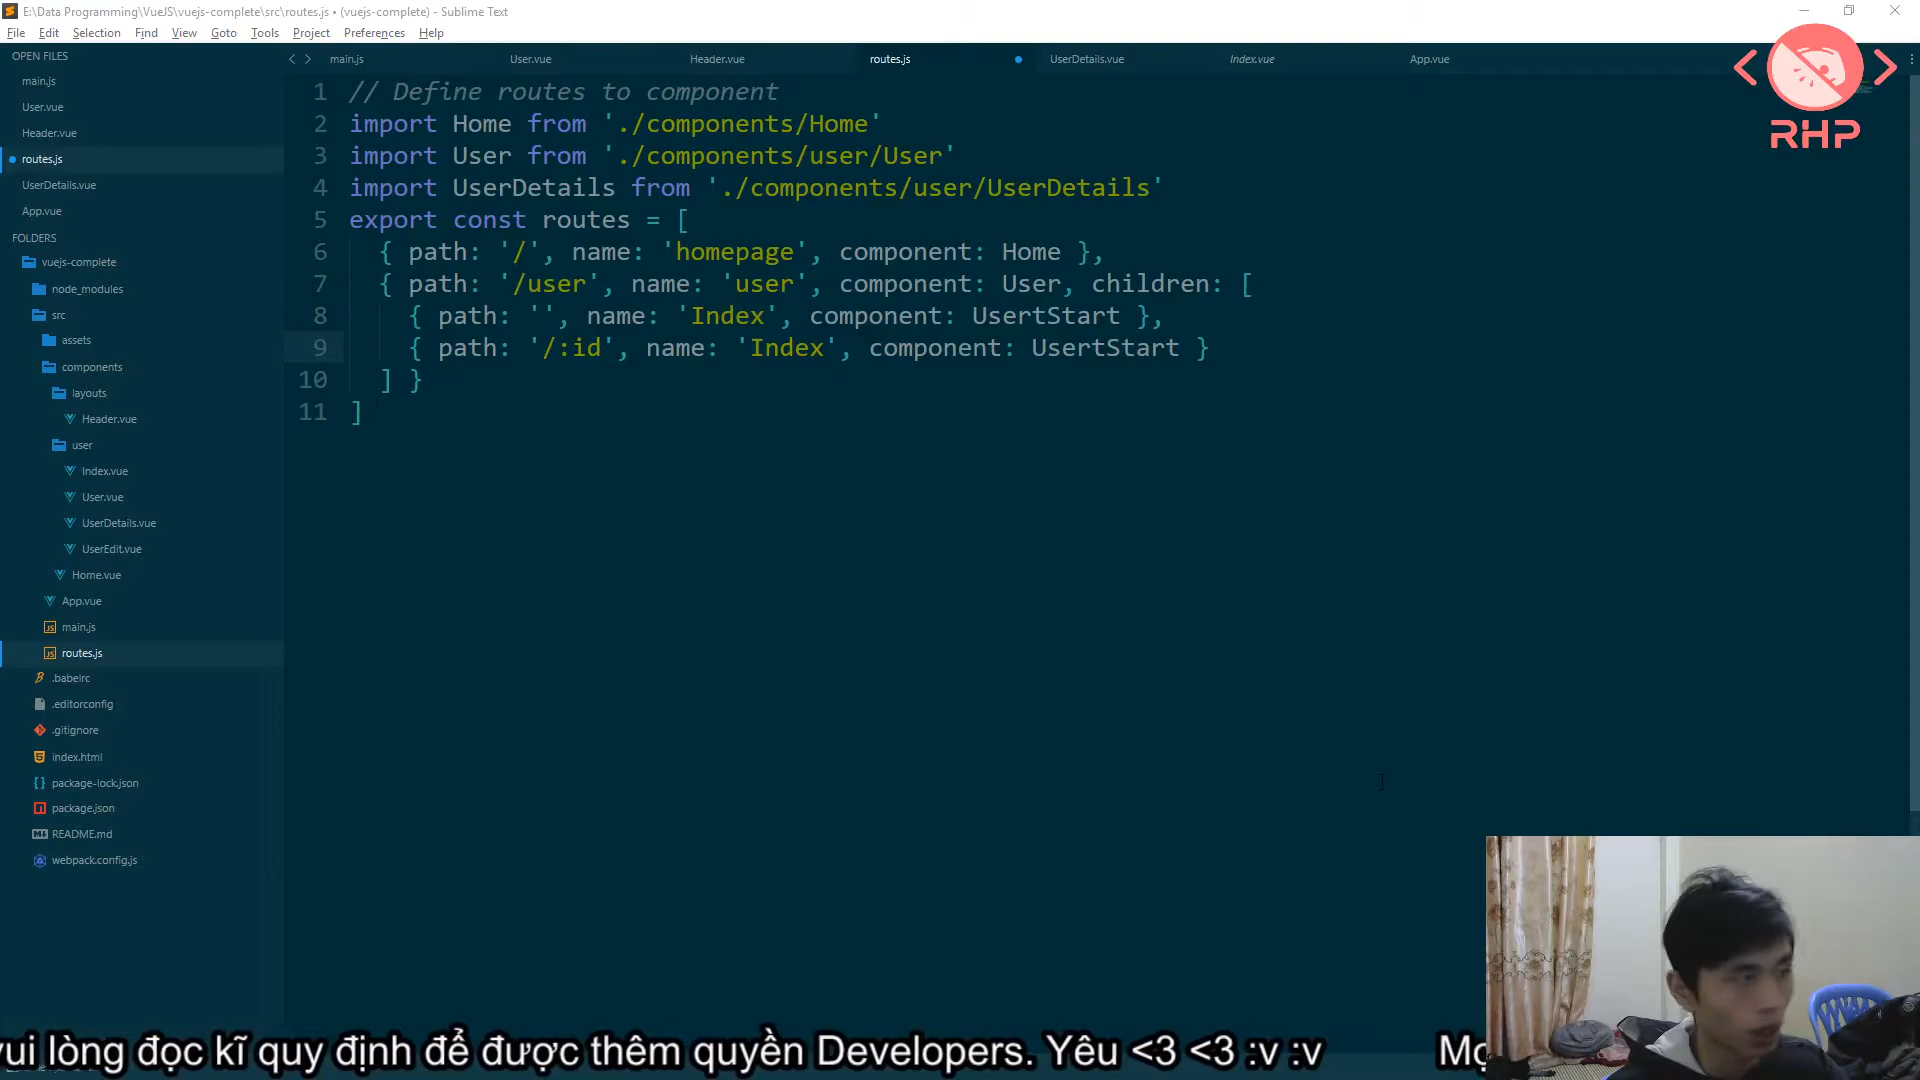 E:\Data Programming\VueJS\vuejs-complete\src\routes.js • (vuejs-complete) - Sublime Text
File Edit Selection Find View Goto Tools Project Preferences Help
OPEN FILES
main.js
User.vue
Header.vue
routes.js
UserDetails.vue
App.vue
FOLDERS
vuejs-complete
node_modules
src
assets
components
layouts
Header.vue
user
Index.vue
User.vue
UserDetails.vue
UserEdit.vue
Home.vue
App.vue
main.js
routes.js
.babelrc
.editorconfig
.gitignore
index.html
package-lock.json
package.json
README.md
webpack.config.js
main.js User.vue Header.vue routes.js UserDetails.vue Index.vue App.vue
1 // Define routes to component
2 import Home from './components/Home'
3 import User from './components/user/User'
4 import UserDetails from './components/user/UserDetails'
5 export const routes = [
6 { path: '/', name: 'homepage', component: Home },
7 { path: '/user', name: 'user', component: User, children: [
8 { path: '', name: 'Index', component: UsertStart },
9 { path: '/:id', name: 'Index', component: UsertStart }
10 ] }
11 ]
RHP
vui lòng đọc kĩ quy định để được thêm quyền Developers. Yêu <3 <3 :v :v